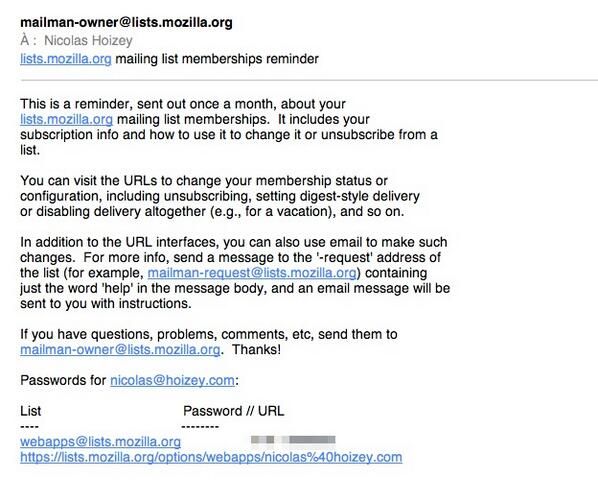 mailman-owner@lists.mozilla.org
À : Nicolas Hoizey
lists.mozilla.org mailing list memberships reminder
This is a reminder, sent out once a month, about your
lists.mozilla.org mailing list memberships.  It includes your
subscription info and how to use it to change it or unsubscribe from a
list.
You can visit the URLs to change your membership status or
configuration, including unsubscribing, setting digest-style delivery
or disabling delivery altogether (e.g., for a vacation), and so on.
In addition to the URL interfaces, you can also use email to make such
changes.  For more info, send a message to the '-request' address of
the list (for example, mailman-request@lists.mozilla.org) containing
just the word 'help' in the message body, and an email message will be
sent to you with instructions.
If you have questions, problems, comments, etc, send them to
mailman-owner@lists.mozilla.org.  Thanks!
Passwords for nicolas@hoizey.com:
List Password // URL
---- --------
webapps@lists.mozilla.org
https://lists.mozilla.org/options/webapps/nicolas%40hoizey.com